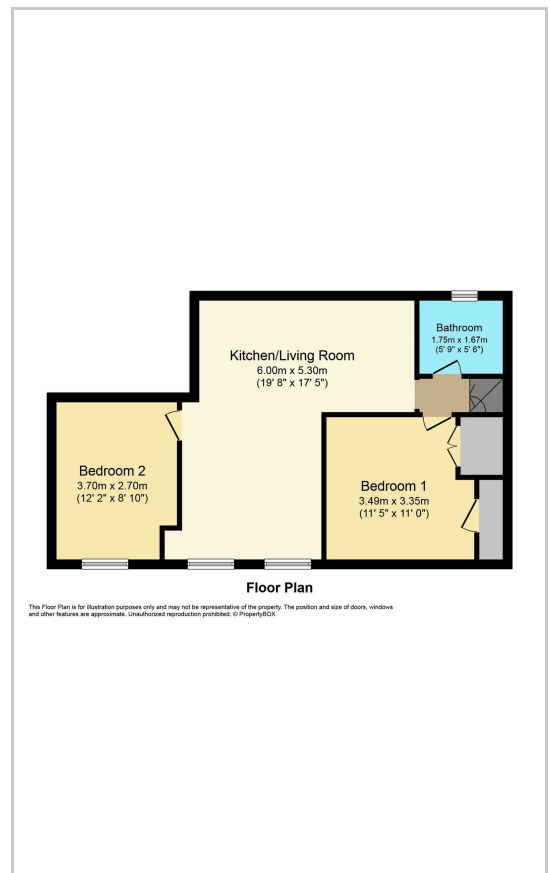 Bathroom
1.75m x 1.67m
(5' 9" x 5' 6")
Kitchen/Living Room
6.00m x 5.30m
(19' 8" x 17' 5")
Bedroom 2
3.70m x 2.70m
(12' 2" x 8' 10")
Bedroom 1
3.49m x 3.35m
(11' 5" x 11' 0")
Floor Plan
This Floor Plan is for illustration purposes only and may not be representative of the property. The position and size of doors, windows
and other features are approximate. Unauthorized reproduction prohibited. © PropertyBOX